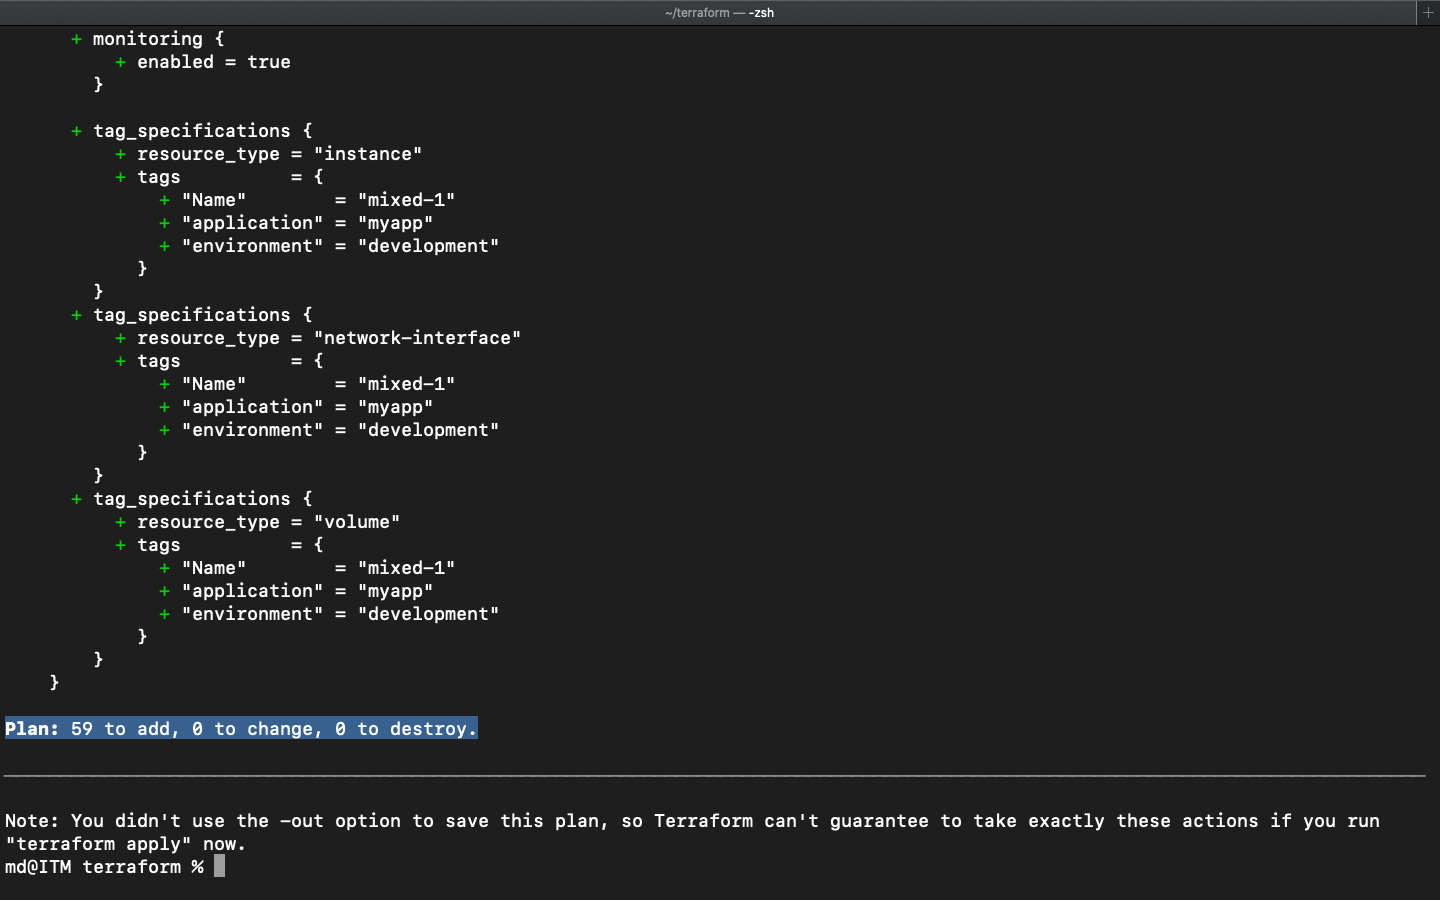 ~/terraform — -zsh
+ monitoring {
+ enabled = true
}
+ tag_specifications {
+ resource_type = "instance"
+ tags = {
+ "Name" = "mixed-1"
+ "application" = "myapp"
+ "environment" = "development"
}
}
+ tag_specifications {
+ resource_type = "network-interface"
+ tags = {
+ "Name" = "mixed-1"
+ "application" = "myapp"
+ "environment" = "development"
}
}
+ tag_specifications {
+ resource_type = "volume"
+ tags = {
+ "Name" = "mixed-1"
+ "application" = "myapp"
+ "environment" = "development"
}
}
}
Plan: 59 to add, 0 to change, 0 to destroy.
Note: You didn't use the -out option to save this plan, so Terraform can't guarantee to take exactly these actions if you run
"terraform apply" now.
md@ITM terraform %